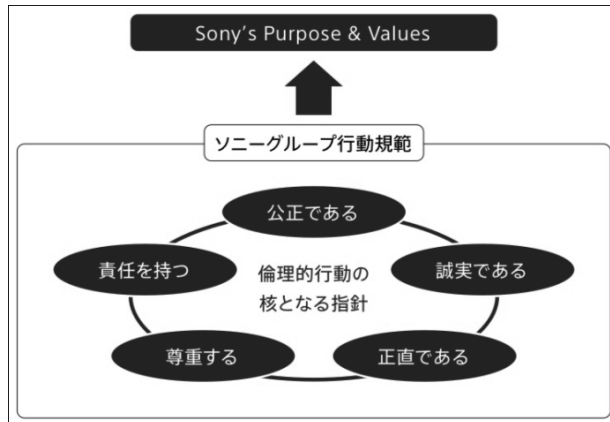 Sony's Purpose & Values
ソニーグループ行動規範
公正である
責任を持つ
倫理的行動の
核となる指針
誠実である
尊重する
正直である